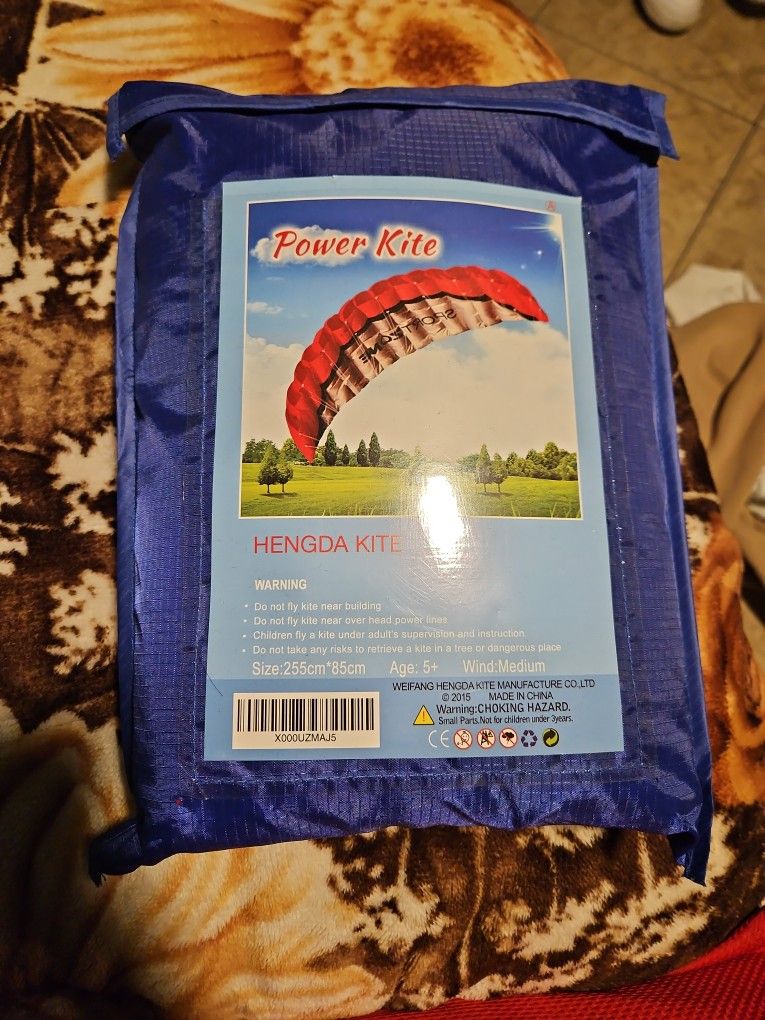 Power Kite
SPORTZONE
HENGDA KITE
WARNING
• Do not fly kite near building
• Do not fly kite near over head power lines
• Children fly a kite under adult's supervision and instruction
• Do not take any risks to retrieve a kite in a tree or dangerous place
Size:255cm*85cm Age: 5+ Wind:Medium
WEIFANG HENGDA KITE MANUFACTURE CO.,LTD
© 2015 MADE IN CHINA
Warning:CHOKING HAZARD.
Small Parts.Not for children under 3years.
X000UZMAJ5
CE